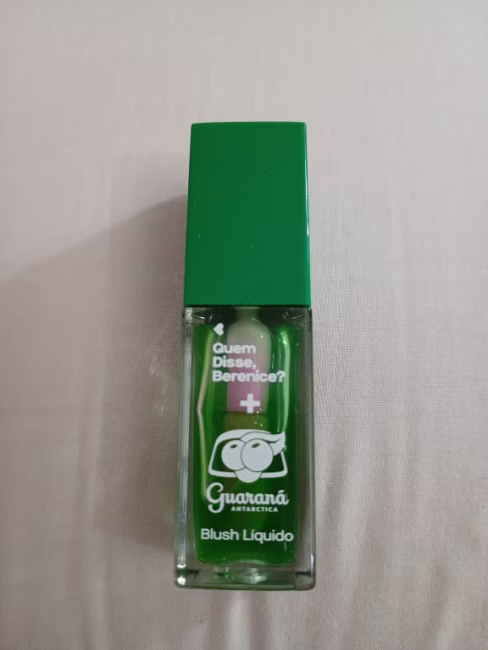 Quem
Disse,
Berenice?
+
Guaraná
ANTARCTICA
Blush Líquido